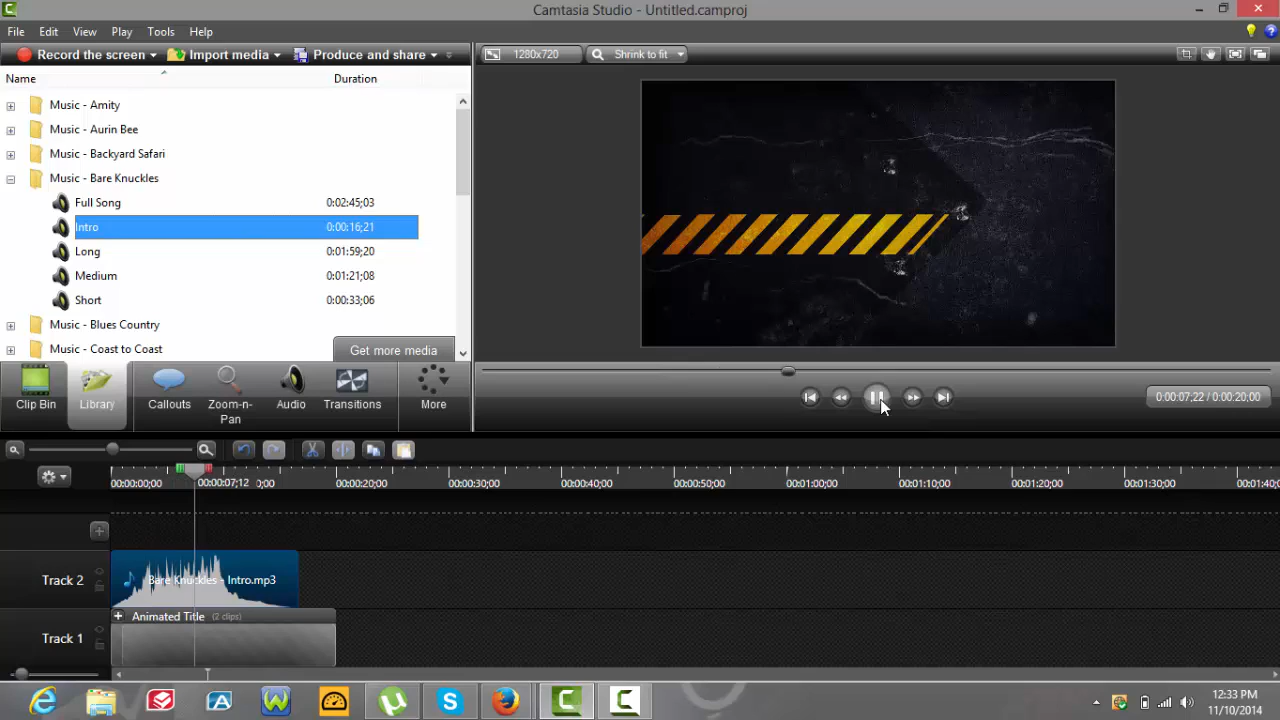 Camtasia Studio - Untitled.camproj
File Edit View Play Tools Help
Record the screen Import media Produce and share
1280x720 Shrink to fit
Name Duration
Music - Amity
Music - Aurin Bee
Music - Backyard Safari
Music - Bare Knuckles
Full Song 0:02:45;03
Intro 0:00:16;21
Long 0:01:59;20
Medium 0:01:21;08
Short 0:00:33;06
Music - Blues Country
Music - Coast to Coast
Get more media
Clip Bin Library Callouts Zoom-n-Pan Audio Transitions More
0:00:07,22 / 0:00:20;00
00:00:00;00 00:00:07;12 ;00 00:00:20;00 00:00:30;00 00:00:40;00 00:00:50;00 00:01:00;00 00:01:10;00 00:01:20;00 00:01:30;00 00:01:40;
Track 2 Bare Knuckles - Intro.mp3
Animated Title (2 clips)
Track 1
12:33 PM
11/10/2014